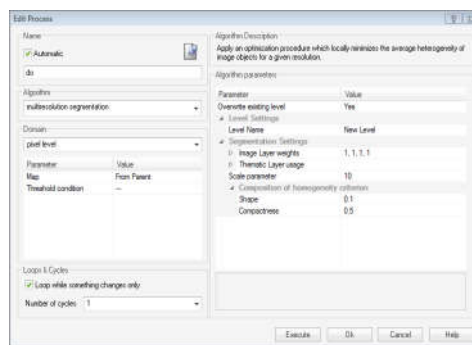 Edit Process
Name
Automatic
do
Algorithm
multiresolution segmentation
Domain
pixel level
Parameter Value
Map From Parent
Threshold condition ---
Loops & Cycles
Loop while something changes only
Number of cycles 1
Algorithm Description
Apply an optimization procedure which locally minimizes the average heterogeneity of
image objects for a given resolution.
Algorithm parameters
Parameter Value
Overwrite existing level Yes
Level Settings
Level Name New Level
Segmentation Settings
Image Layer weights 1, 1, 1, 1
Thematic Layer usage
Scale parameter 10
Composition of homogeneity criterion
Shape 0.1
Compactness 0.5
Execute Ok Cancel Help